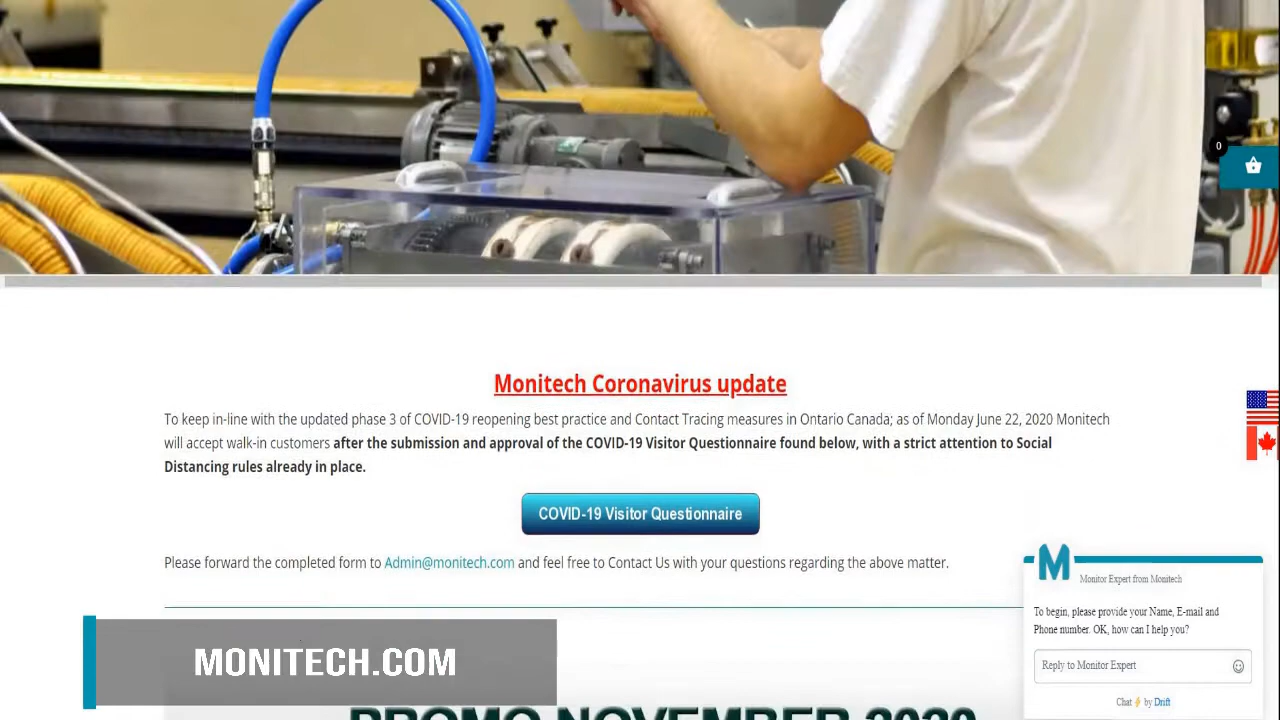 0
Monitech Coronavirus update
To keep in-line with the updated phase 3 of COVID-19 reopening best practice and Contact Tracing measures in Ontario Canada; as of Monday June 22, 2020 Monitech
will accept walk-in customers after the submission and approval of the COVID-19 Visitor Questionnaire found below, with a strict attention to Social
Distancing rules already in place.
COVID-19 Visitor Questionnaire
Please forward the completed form to Admin@monitech.com and feel free to Contact Us with your questions regarding the above matter.
M
Monitor Expert from Monitech
To begin, please provide your Name, E-mail and
Phone number. OK, how can I help you?
Reply to Monitor Expert
Chat⚡by Drift
MONITECH.COM
PROMO NOVEMBER 2020